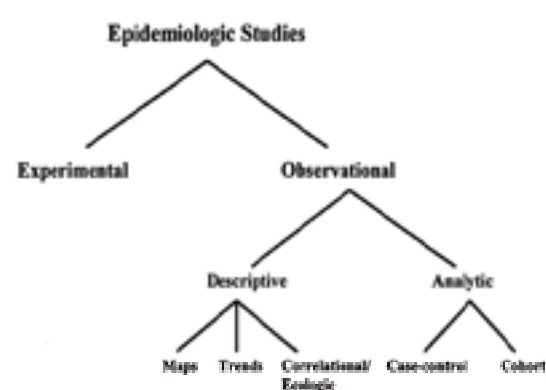 Epidemiologic Studies
Experimental Observational
Descriptive Analytic
Maps Trends Correlational/ Case-control Cohort
Ecologic